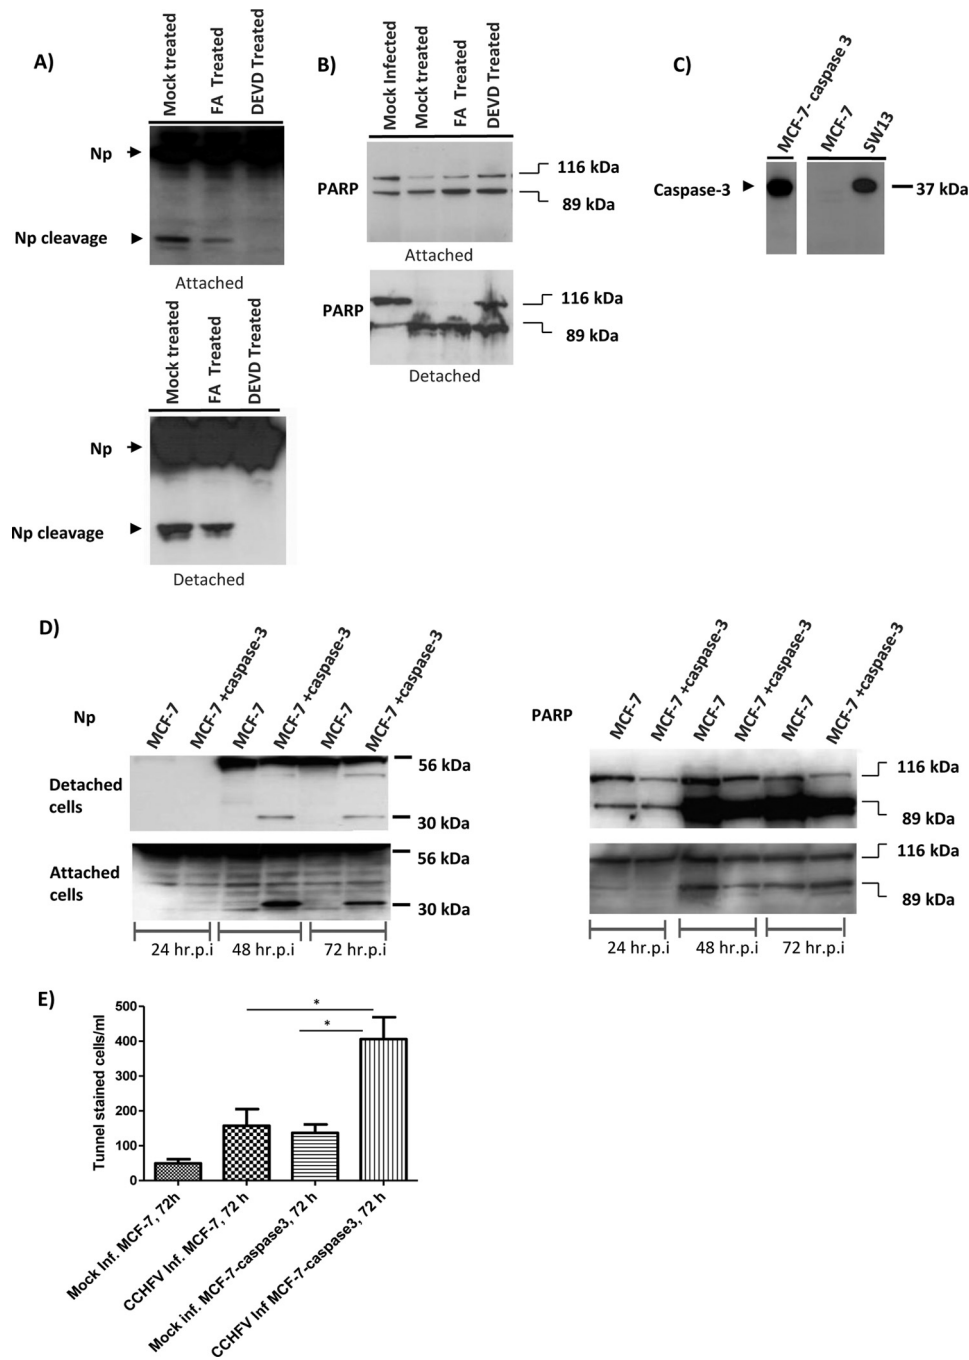 A)
Mock treated
FA Treated
DEVD Treated
Np
Np cleavage
Attached
Mock treated
FA Treated
DEVD Treated
Np
Np cleavage
Detached
B)
Mock Infected
Mock treated
FA Treated
DEVD Treated
PARP
116 kDa
89 kDa
Attached
PARP
116 kDa
89 kDa
Detached
C)
MCF-7- caspase 3
MCF-7
SW13
Caspase-3
37 kDa
D)
Np
MCF-7
MCF-7 +caspase-3
MCF-7
MCF-7 +caspase-3
MCF-7
MCF-7 +caspase-3
Detached
cells
56 kDa
30 kDa
Attached
cells
56 kDa
30 kDa
24 hr.p.i
48 hr.p.i
72 hr.p.i
PARP
MCF-7
MCF-7 +caspase-3
MCF-7
MCF-7 +caspase-3
MCF-7
MCF-7 +caspase-3
116 kDa
89 kDa
116 kDa
89 kDa
24 hr.p.i
48 hr.p.i
72 hr.p.i
E)
Tunnel stained cells/ml
500
400
300
200
100
0
*
*
Mock Inf. MCF-7, 72h
CCHFV Inf. MCF-7, 72 h
Mock inf. MCF-7-caspase3, 72 h
CCHFV Inf MCF-7-caspase3, 72 h